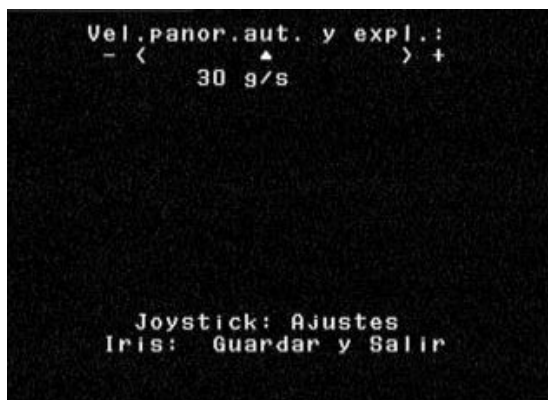 Vel.panor.aut. y expl.:
- < ▲ > +
30 g/s
Joystick: Ajustes
Iris: Guardar y Salir